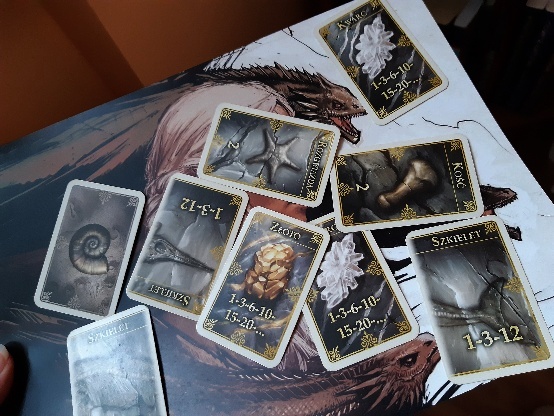 KWARC
1-3-6-10-
15-20-...
ROZGWIAZDA
2
KOŚĆ
2
SZKIELET
1-3-12
ZŁOTO
1-3-6-10-
15-20-...
1-3-6-10-
15-20-...
SZKIELET
1-3-12
SZKIELET